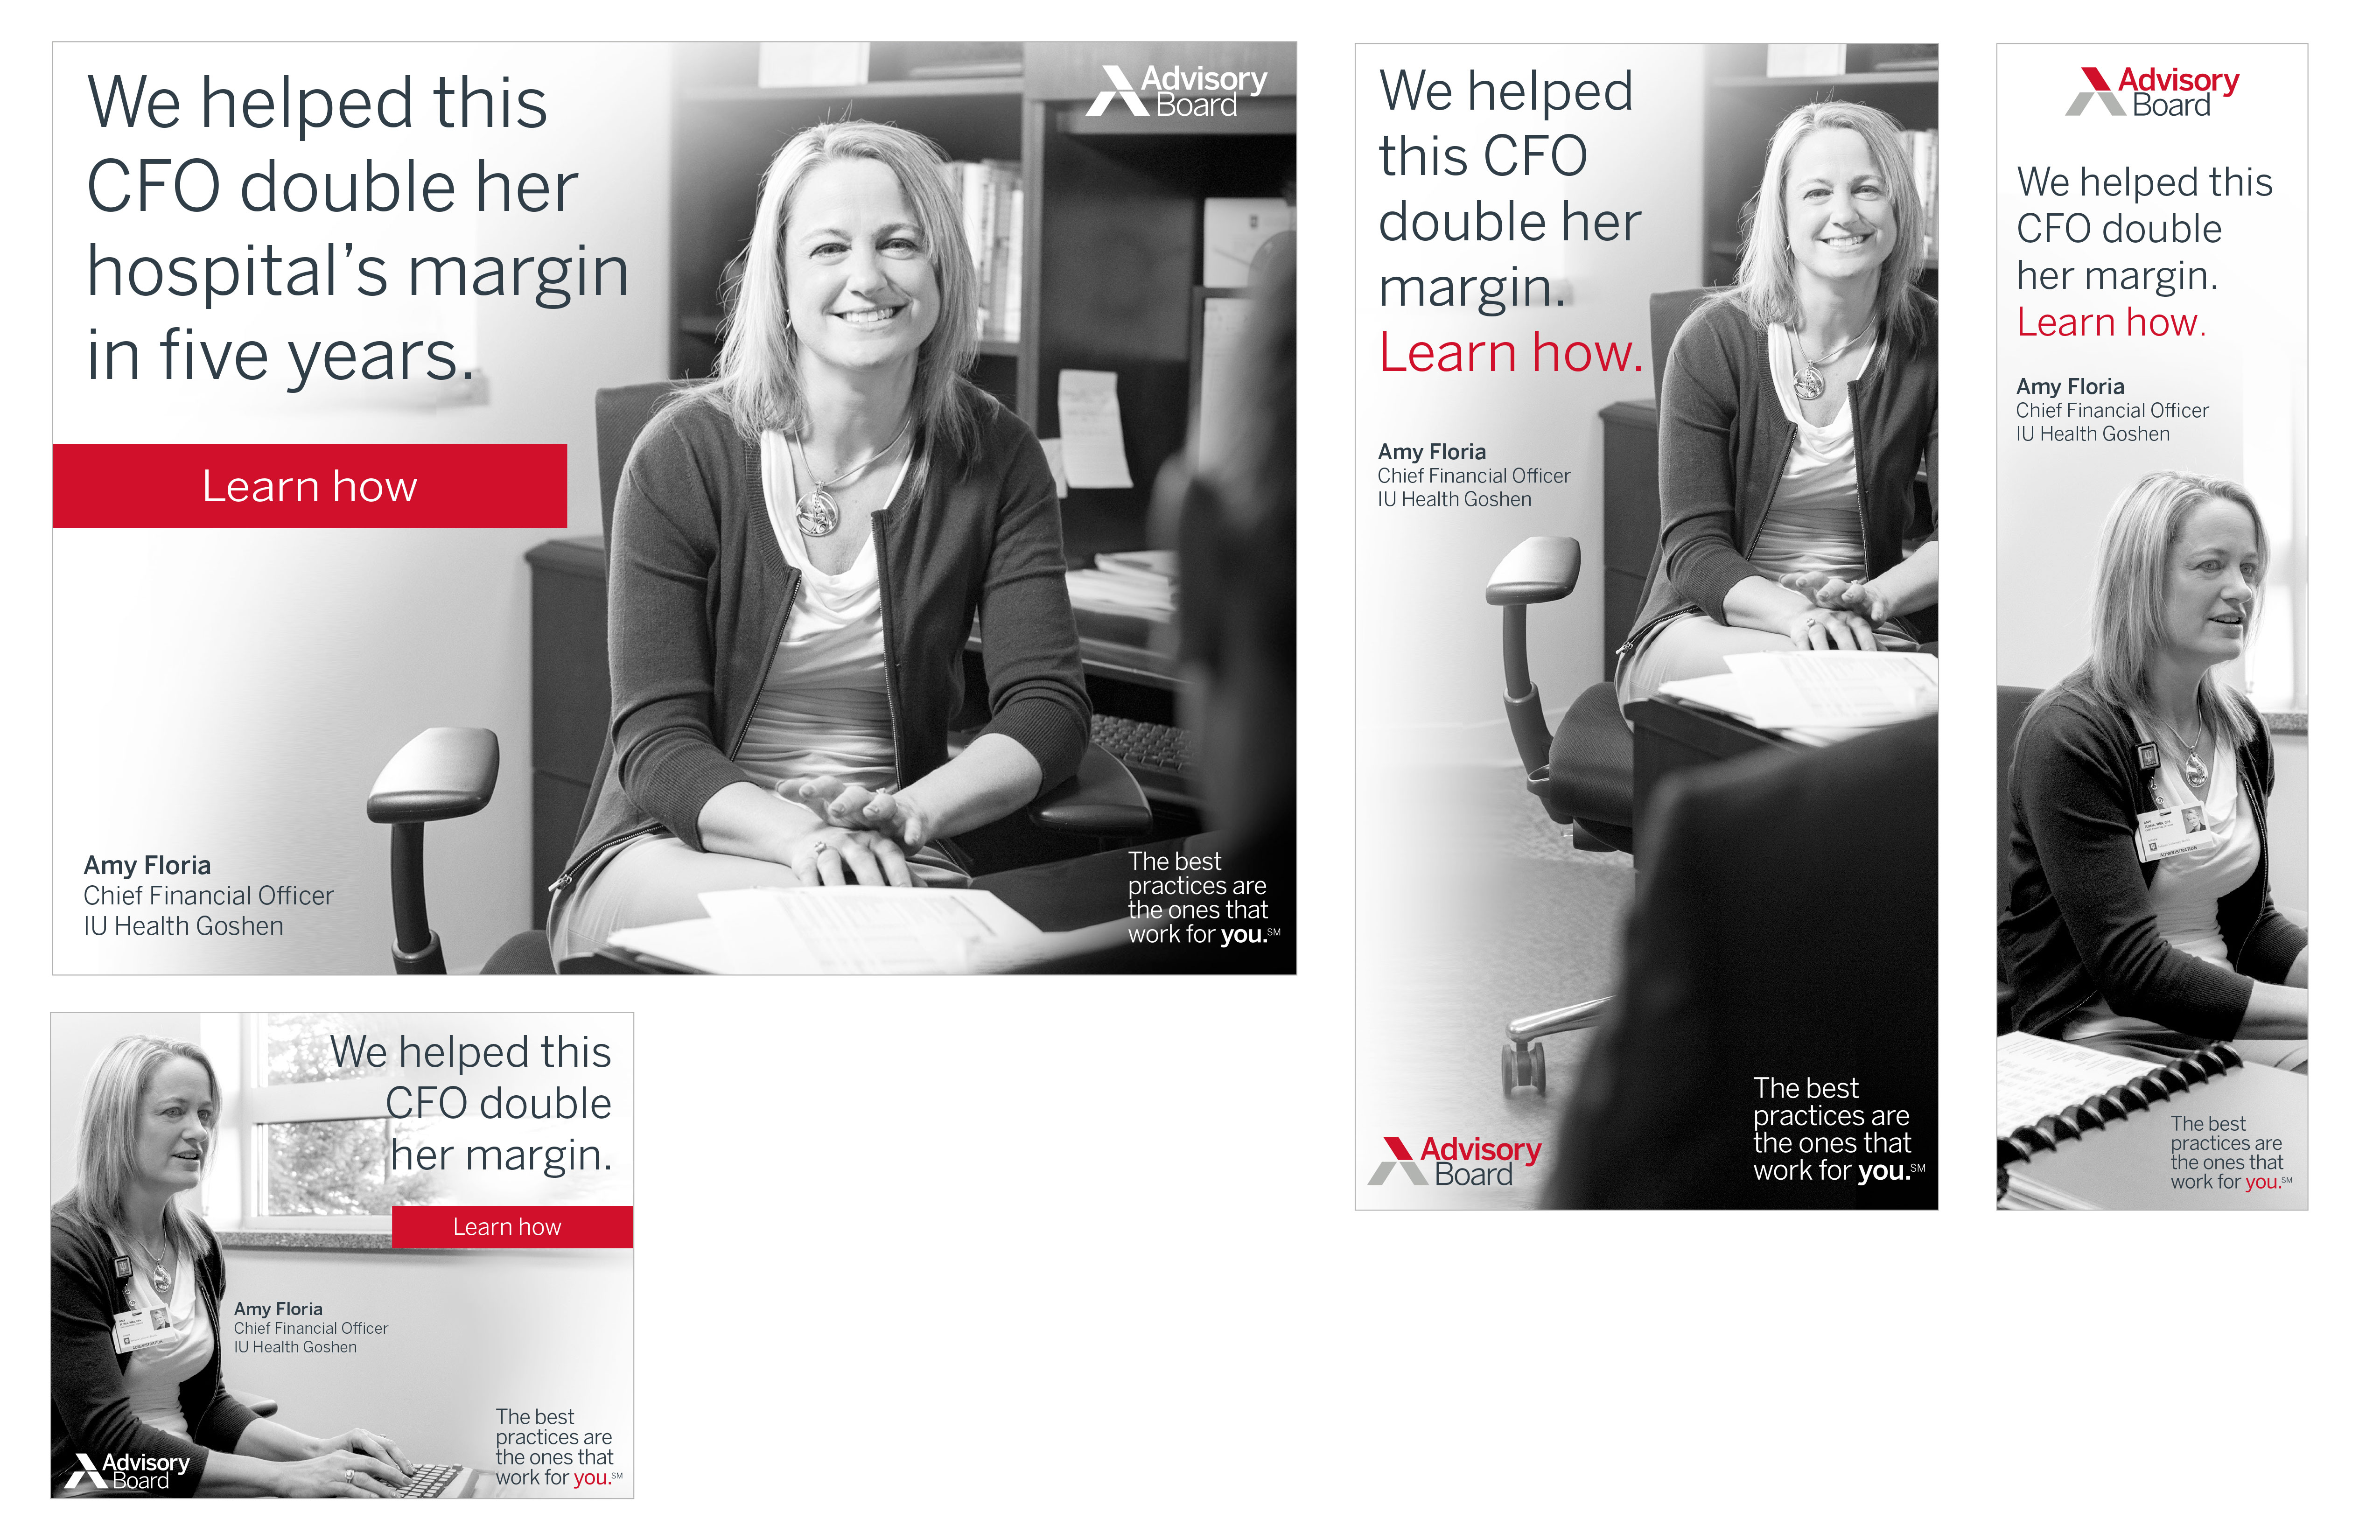 We helped this
CFO double her
hospital’s margin
in five years.
Learn how
Amy Floria
Chief Financial Officer
IU Health Goshen
Advisory
Board
The best
practices are
the ones that
work for you.℠
We helped
this CFO
double her
margin.
Learn how.
Amy Floria
Chief Financial Officer
IU Health Goshen
Advisory
Board
The best
practices are
the ones that
work for you.℠
Advisory
Board
We helped this
CFO double
her margin.
Learn how.
Amy Floria
Chief Financial Officer
IU Health Goshen
ADMINISTRATION
The best
practices are
the ones that
work for you.℠
We helped this
CFO double
her margin.
Learn how
Amy Floria
Chief Financial Officer
IU Health Goshen
Advisory
Board
The best
practices are
the ones that
work for you.℠